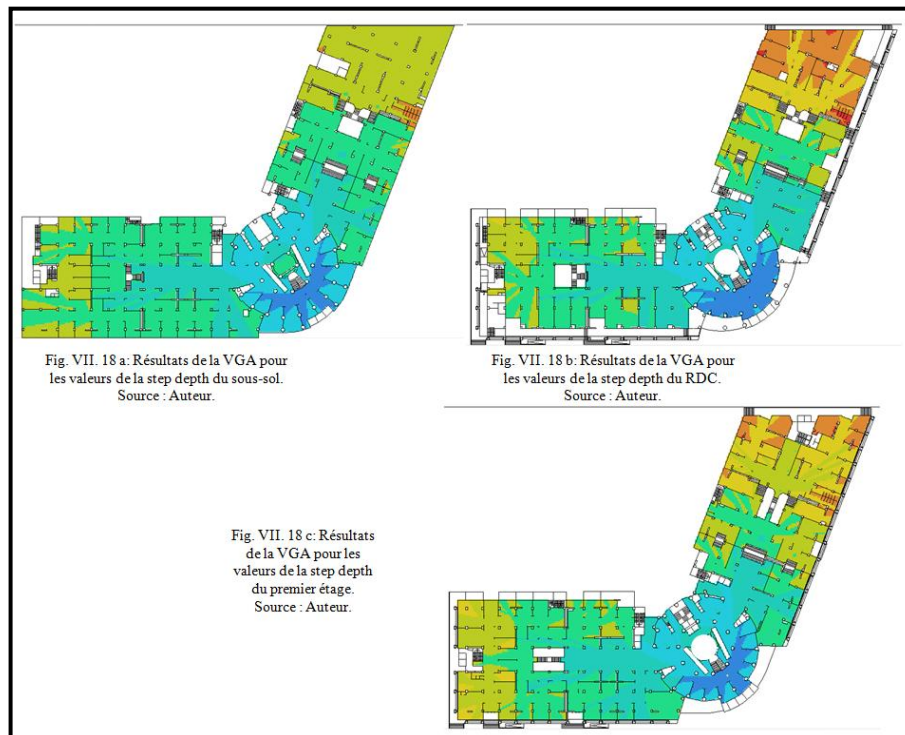 Fig. VII. 18 a: Résultats de la VGA pour
les valeurs de la step depth du sous-sol.
Source : Auteur.
Fig. VII. 18 b: Résultats de la VGA pour
les valeurs de la step depth du RDC.
Source : Auteur.
Fig. VII. 18 c: Résultats
de la VGA pour les
valeurs de la step depth
du premier étage.
Source : Auteur.